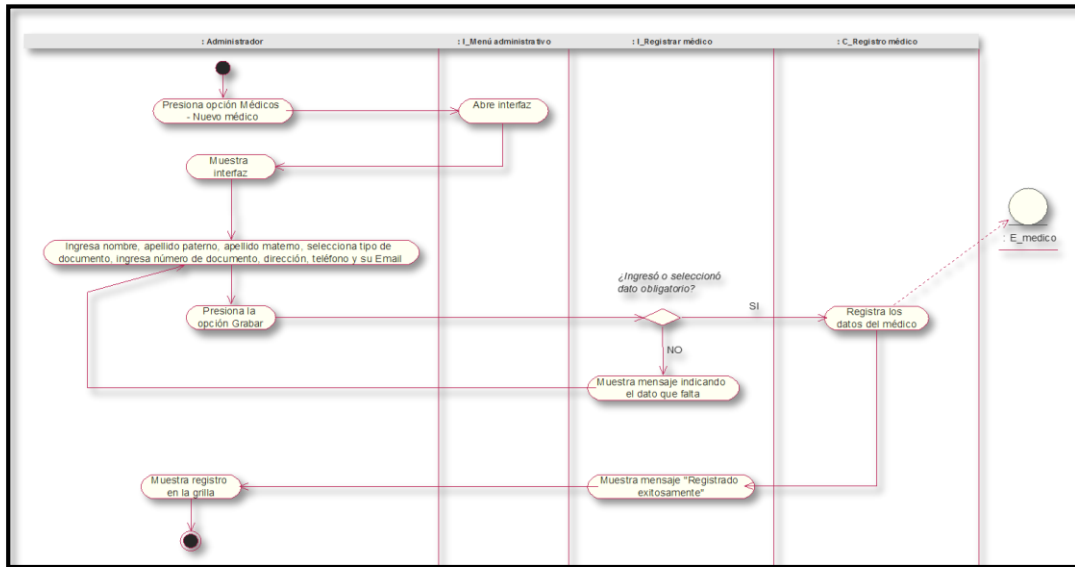 : Administrador
: I_Menú administrativo
: I_Registrar médico
: C_Registro médico
Presiona opción Médicos
- Nuevo médico
Abre interfaz
Muestra
interfaz
Ingresa nombre, apellido paterno, apellido materno, selecciona tipo de
documento, ingresa número de documento, dirección, teléfono y su Email
: E_medico
¿Ingresó o seleccionó
dato obligatorio?
Presiona la
opción Grabar
SI
Registra los
datos del médico
NO
Muestra mensaje indicando
el dato que falta
Muestra registro
en la grilla
Muestra mensaje "Registrado
exitosamente"